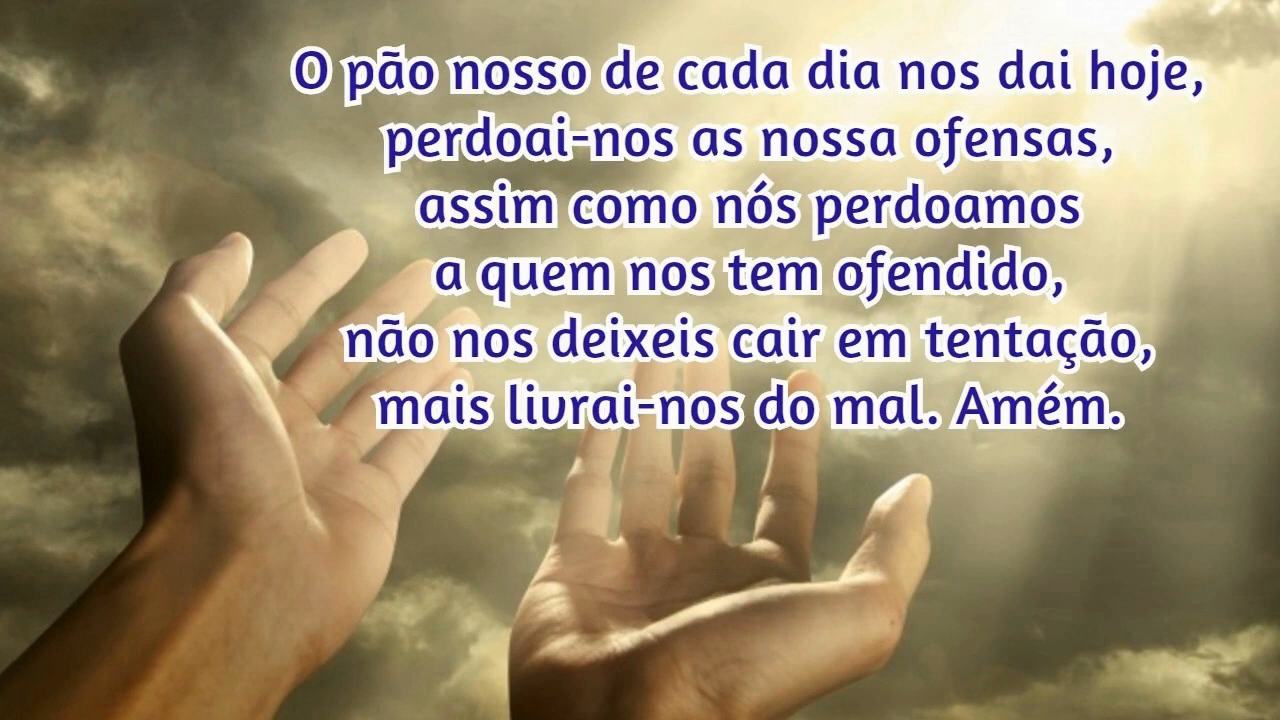 O pão nosso de cada dia nos dai hoje,
perdoai-nos as nossa ofensas,
assim como nós perdoamos
a quem nos tem ofendido,
não nos deixeis cair em tentação,
mais livrai-nos do mal. Amém.